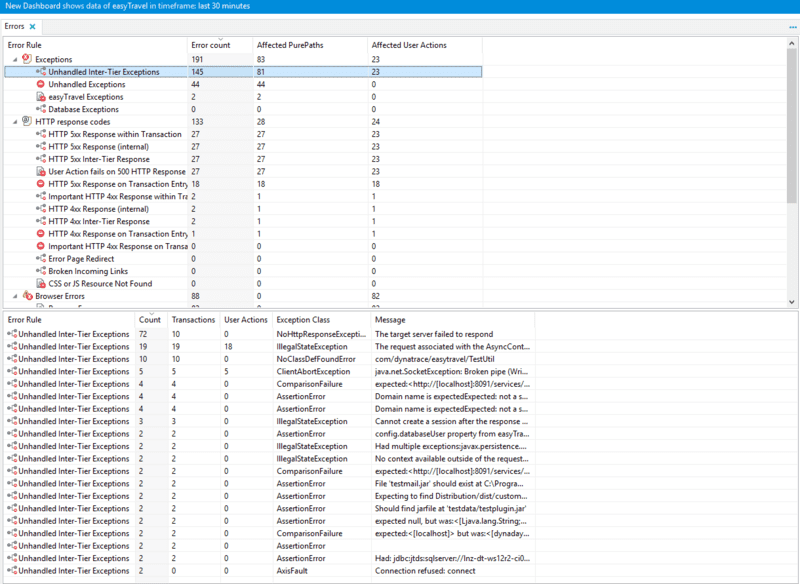 New Dashboard shows data of easyTravel in timeframe: last 30 minutes
Errors
Error Rule Error count Affected PurePaths Affected User Actions
Exceptions 191 83 23
Unhandled Inter-Tier Exceptions 145 81 23
Unhandled Exceptions 44 44 0
easyTravel Exceptions 2 2 2
Database Exceptions 0 0 0
HTTP response codes 133 28 24
HTTP 5xx Response within Transaction 27 27 23
HTTP 5xx Response (internal) 27 27 23
HTTP 5xx Inter-Tier Response 27 27 23
User Action fails on 500 HTTP Response 27 27 23
HTTP 5xx Response on Transaction Entry 18 18 18
Important HTTP 4xx Response within Tra 2 1 1
HTTP 4xx Response (internal) 2 1 1
HTTP 4xx Inter-Tier Response 2 1 1
HTTP 4xx Response on Transaction Entry 1 1 0
Important HTTP 4xx Response on Transa 0 0 0
Error Page Redirect 0 0 0
Broken Incoming Links 0 0 0
CSS or JS Resource Not Found 0 0 0
Browser Errors 88 0 82
Error Rule Count Transactions User Actions Exception Class Message
Unhandled Inter-Tier Exceptions 72 10 0 NoHttpResponseExcepti... The target server failed to respond
Unhandled Inter-Tier Exceptions 19 19 18 IllegalStateException The request associated with the AsyncCont...
Unhandled Inter-Tier Exceptions 10 10 0 NoClassDefFoundError com/dynatrace/easytravel/TestUtil
Unhandled Inter-Tier Exceptions 5 5 5 ClientAbortException java.net.SocketException: Broken pipe (Wri...
Unhandled Inter-Tier Exceptions 4 4 0 ComparisonFailure expected:<http://[localhost]:8091/services/...
Unhandled Inter-Tier Exceptions 4 4 0 AssertionError Domain name is expectedExpected: not a s...
Unhandled Inter-Tier Exceptions 4 4 0 AssertionError Domain name is expectedExpected: not a s...
Unhandled Inter-Tier Exceptions 3 3 0 IllegalStateException Cannot create a session after the response ...
Unhandled Inter-Tier Exceptions 2 2 0 AssertionError config.databaseUser property from easyTra...
Unhandled Inter-Tier Exceptions 2 2 0 IllegalStateException Had multiple exceptions:javax.persistence....
Unhandled Inter-Tier Exceptions 2 2 0 IllegalStateException No context available outside of the request...
Unhandled Inter-Tier Exceptions 2 2 0 ComparisonFailure expected:<http://[localhost]:8091/services/...
Unhandled Inter-Tier Exceptions 2 2 0 AssertionError File 'testmail.jar' should exist at C:\Progra...
Unhandled Inter-Tier Exceptions 2 2 0 AssertionError Expecting to find Distribution/dist/custom...
Unhandled Inter-Tier Exceptions 2 2 0 AssertionError Should find jarfile at 'testdata/testplugin.jar'
Unhandled Inter-Tier Exceptions 2 2 0 AssertionError expected null, but was:<[Ljava.lang.String;...
Unhandled Inter-Tier Exceptions 2 2 0 ComparisonFailure expected:<[localhost]> but was:<[dynaday...
Unhandled Inter-Tier Exceptions 2 2 0 AssertionError
Unhandled Inter-Tier Exceptions 2 2 0 AssertionError Had: jdbc:jtds:sqlserver://lnz-dt-ws12r2-ci0...
Unhandled Inter-Tier Exceptions 2 0 0 AxisFault Connection refused: connect